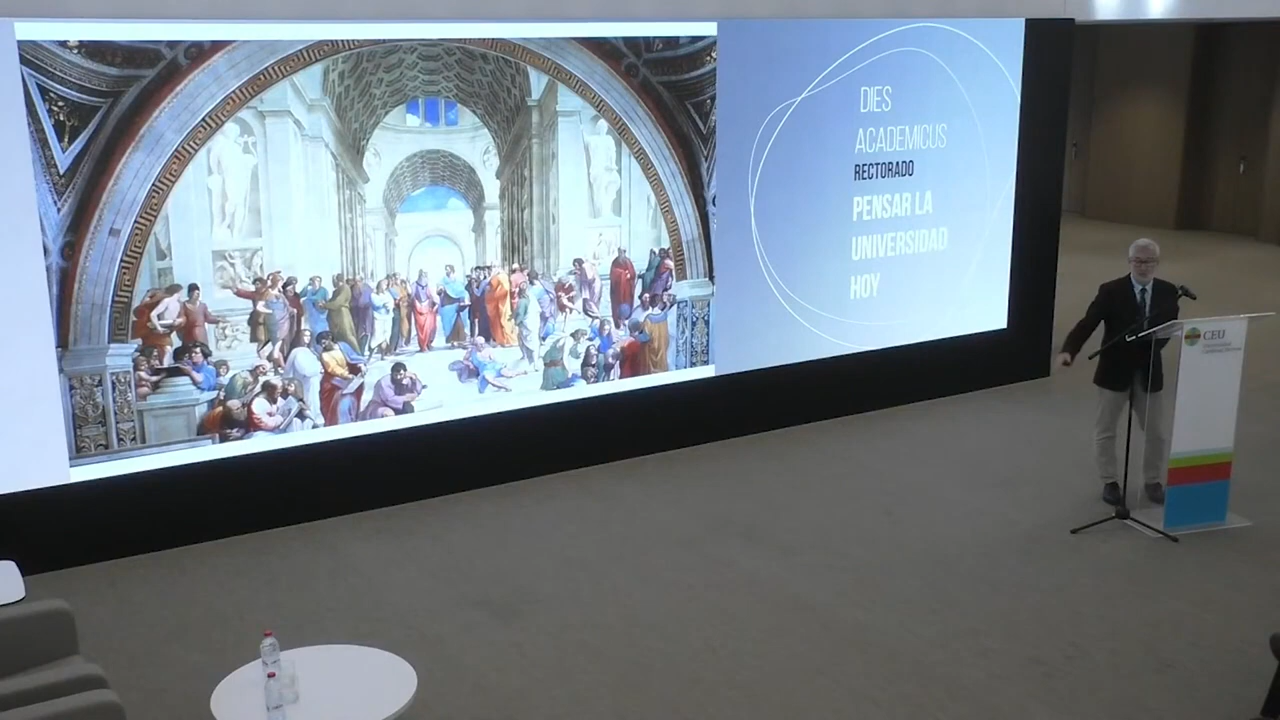 DIES
ACADEMICUS
RECTORADO
PENSAR LA
UNIVERSIDAD
HOY
CEU